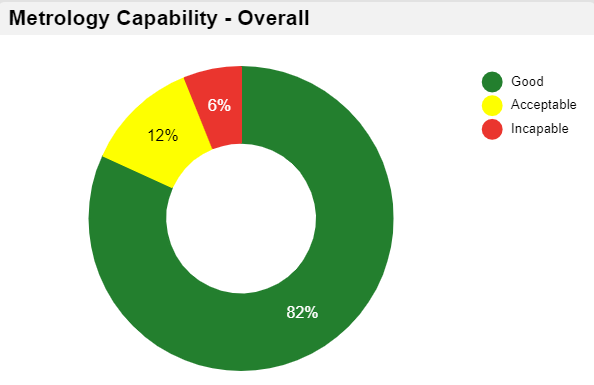 Metrology Capability - Overall
Good
Acceptable
Incapable
6%
12%
82%